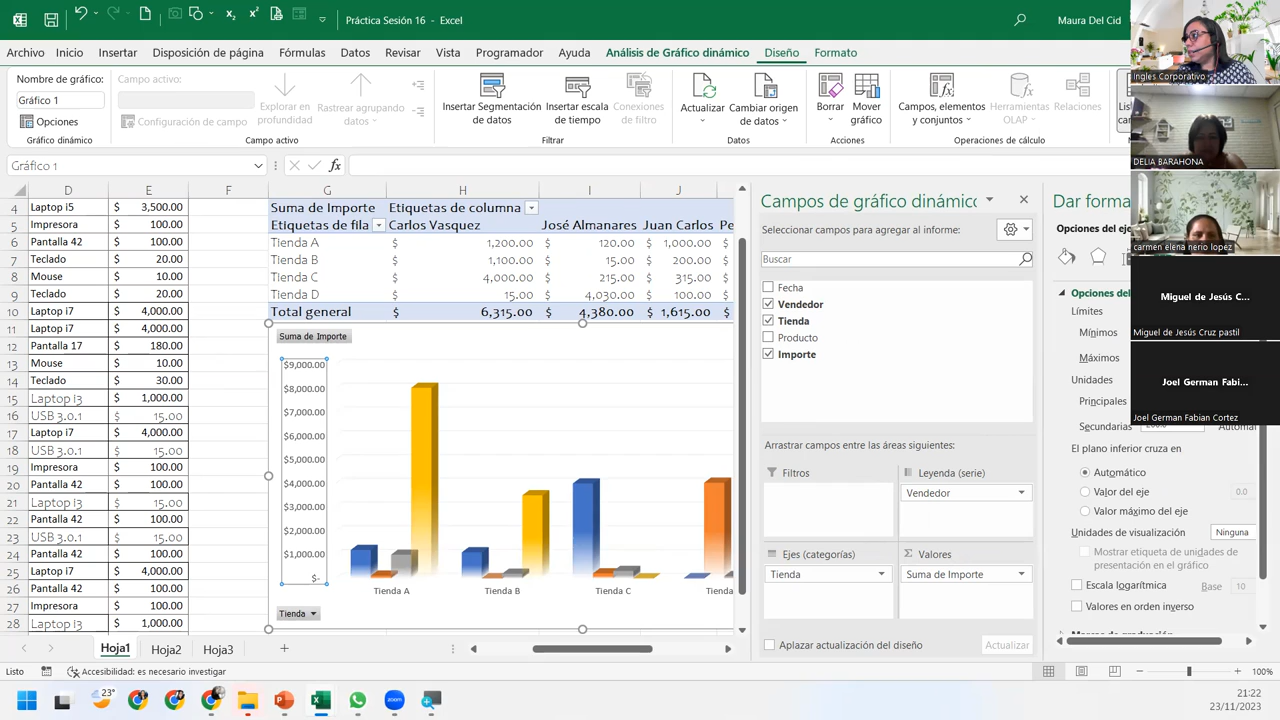 Práctica Sesión 16 - Excel
Maura Del Cid
Archivo Inicio Insertar Disposición de página Fórmulas Datos Revisar Vista Programador Ayuda Análisis de Gráfico dinámico Diseño Formato
Nombre de gráfico:
Gráfico 1
Opciones
Gráfico dinámico
Campo activo:
Configuración de campo
Explorar en profundidad
Rastrear agrupando datos
Campo activo
Insertar Segmentación de datos
Insertar escala de tiempo
Conexiones de filtro
Filtrar
Actualizar
Cambiar origen de datos
Datos
Borrar
Mover gráfico
Acciones
Campos, elementos y conjuntos
Herramientas OLAP
Relaciones
Operaciones de cálculo
Gráfico 1
fx
D E F G H I J
4 Laptop i5 $ 3,500.00 Suma de Importe Etiquetas de columna
5 Impresora $ 100.00 Etiquetas de fila Carlos Vasquez José Almanares Juan Carlos Pe
6 Pantalla 42 $ 100.00 Tienda A $ 1,200.00 $ 120.00 $ 1,000.00 $
7 Teclado $ 20.00 Tienda B $ 1,100.00 $ 15.00 $ 200.00 $
8 Mouse $ 10.00 Tienda C $ 4,000.00 $ 215.00 $ 315.00 $
9 Teclado $ 20.00 Tienda D $ 15.00 $ 4,030.00 $ 100.00 $
10 Laptop i7 $ 4,000.00 Total general $ 6,315.00 $ 4,380.00 $ 1,615.00 $
11 Laptop i7 $ 4,000.00
12 Pantalla 17 $ 180.00
13 Mouse $ 10.00
14 Teclado $ 30.00
15 Laptop i3 $ 1,000.00
16 USB 3.0.1 $ 15.00
17 Laptop i7 $ 4,000.00
18 USB 3.0.1 $ 15.00
19 Impresora $ 100.00
20 Pantalla 42 $ 100.00
21 USB 3.0.1 $ 15.00
22 Pantalla 42 $ 100.00
23 USB 3.0.1 $ 15.00
24 Pantalla 42 $ 100.00
25 Laptop i7 $ 4,000.00
26 Pantalla 42 $ 100.00
27 Impresora $ 100.00
28 Laptop i3 $ 1,000.00
Suma de Importe
$9,000.00
$8,000.00
$7,000.00
$6,000.00
$5,000.00
$4,000.00
$3,000.00
$2,000.00
$1,000.00
$-
Tienda A Tienda B Tienda C Tienda
Tienda
Campos de gráfico dinámic
Seleccionar campos para agregar al informe:
Buscar
Fecha
Vendedor
Tienda
Producto
Importe
Arrastrar campos entre las áreas siguientes:
Filtros
Leyenda (serie)
Vendedor
Ejes (categorías)
Tienda
Valores
Suma de Importe
Aplazar actualización del diseño
Actualizar
Dar forma
Opciones del eje
Opciones del
Límites
Mínimos
Máximos
Unidades
Principales
Secundarias
El plano inferior cruza en
Automático
Valor del eje 0.0
Valor máximo del eje
Unidades de visualización Ninguna
Mostrar etiqueta de unidades de presentación en el gráfico
Escala logarítmica Base 10
Valores en orden inverso
Ingles Corporativo
DELIA BARAHONA
carmen elena nerio lopez
Miguel de Jesús C...
Miguel de Jesús Cruz pastil
Joel German Fabi...
Joel German Fabian Cortez
Hoja1 Hoja2 Hoja3
Listo
Accesibilidad: es necesario investigar
100%
23°
21:22
23/11/2023